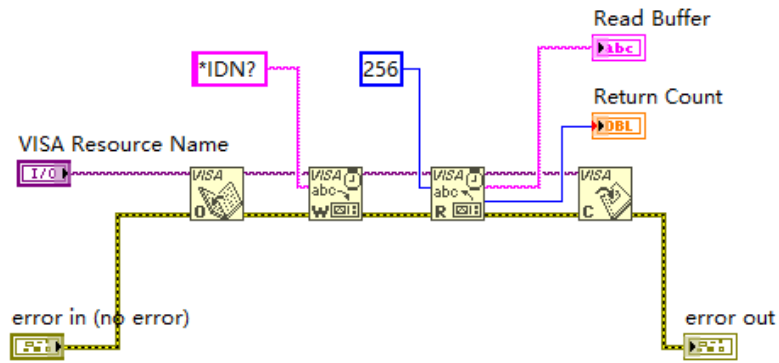 Read Buffer
*IDN?
256
abc
Return Count
DBL
VISA Resource Name
I/O
VISA
O
VISA
abc
W
VISA
abc
R
VISA
C
error in (no error)
error out